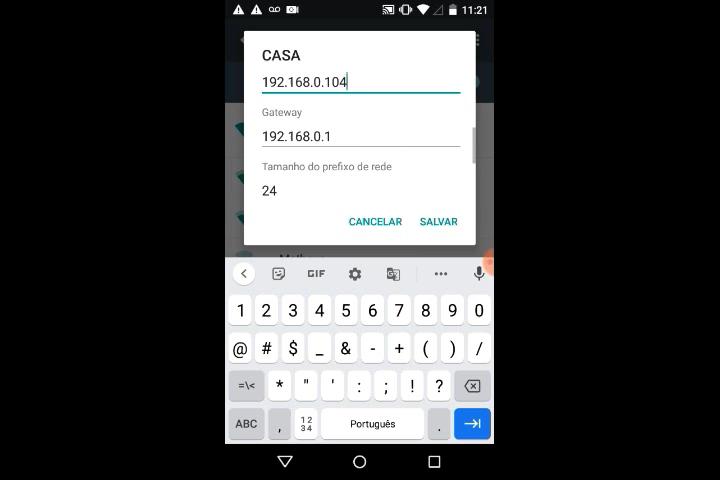 11:21
CASA
192.168.0.104
Gateway
192.168.0.1
Tamanho do prefixo de rede
24
CANCELAR SALVAR
GIF
1 2 3 4 5 6 7 8 9 0
@ # $ _ & - + ( ) /
=\< * " ' : ; ! ?
ABC , 12 34 Português .